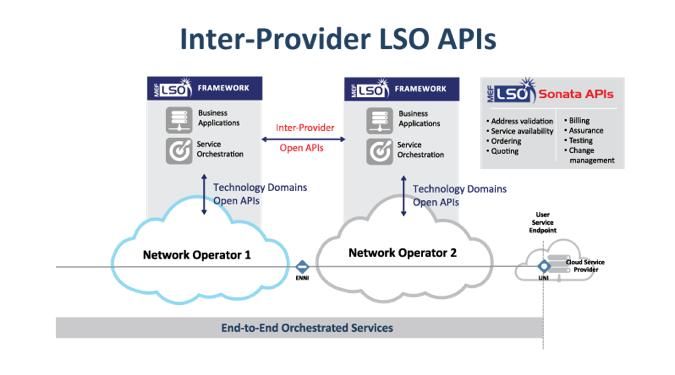 Inter-Provider LSO APIs
MEF LSO FRAMEWORK
Business
Applications
Service
Orchestration
Inter-Provider
Open APIs
MEF LSO FRAMEWORK
Business
Applications
Service
Orchestration
MEF LSO Sonata APIs
• Address validation
• Service availability
• Ordering
• Quoting
• Billing
• Assurance
• Testing
• Change
management
Technology Domains
Open APIs
Technology Domains
Open APIs
Network Operator 1
ENNI
Network Operator 2
User
Service
Endpoint
UNI
Cloud Service
Provider
End-to-End Orchestrated Services